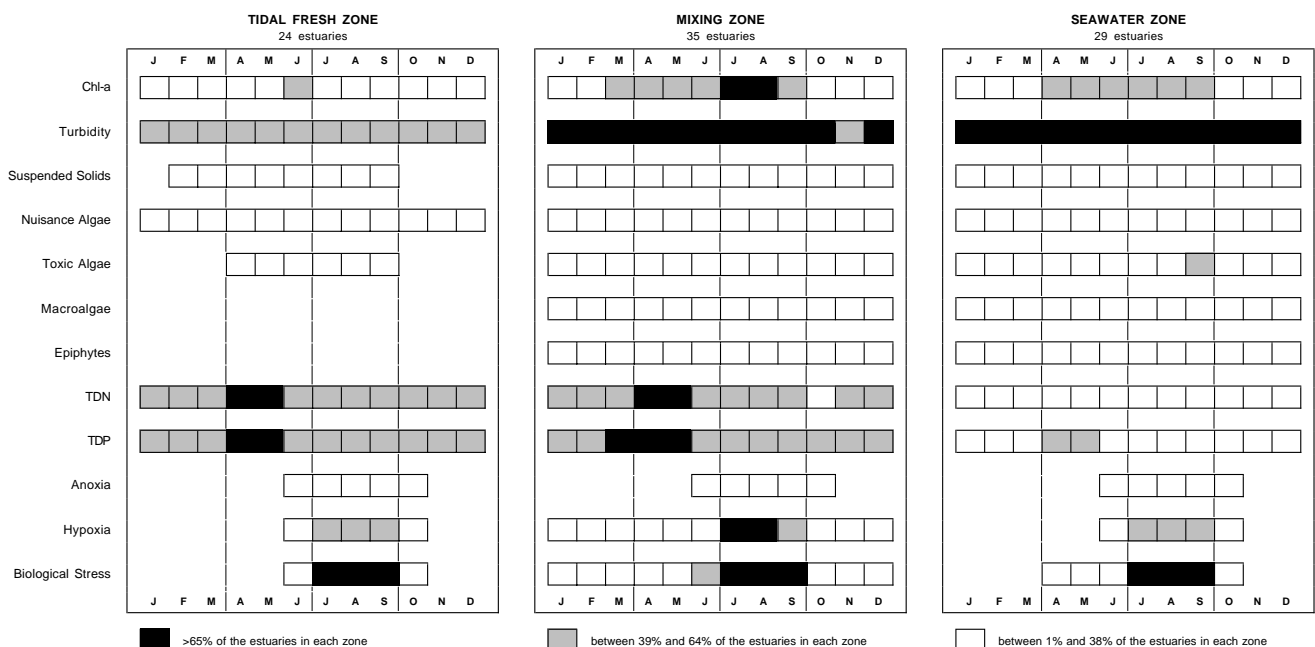 TIDAL FRESH ZONE
24 estuaries
MIXING ZONE
35 estuaries
SEAWATER ZONE
29 estuaries
J F M A M J J A S O N D
J F M A M J J A S O N D
J F M A M J J A S O N D
Chl-a
Turbidity
Suspended Solids
Nuisance Algae
Toxic Algae
Macroalgae
Epiphytes
TDN
TDP
Anoxia
Hypoxia
Biological Stress
J F M A M J J A S O N D
J F M A M J J A S O N D
J F M A M J J A S O N D
>65% of the estuaries in each zone
between 39% and 64% of the estuaries in each zone
between 1% and 38% of the estuaries in each zone